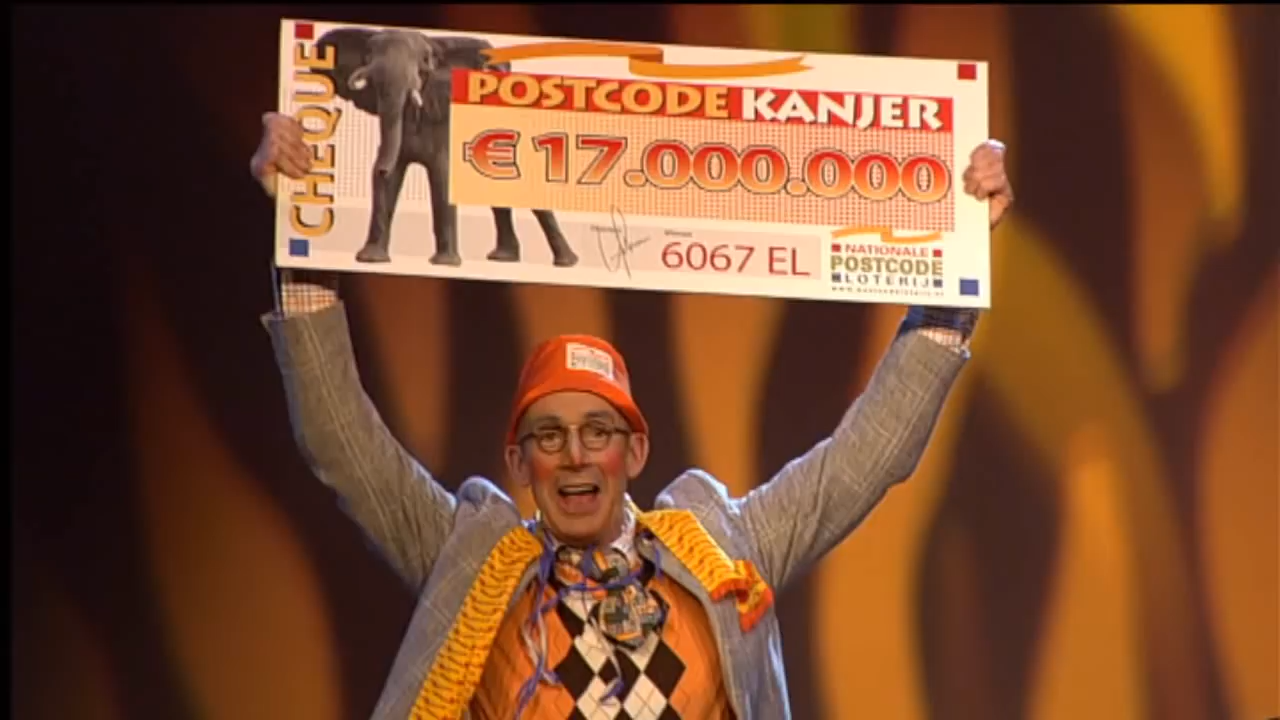 CHEQUE
POSTCODE KANJER
€ 17.000.000
6067 EL
NATIONALE
POSTCODE
LOTERIJ